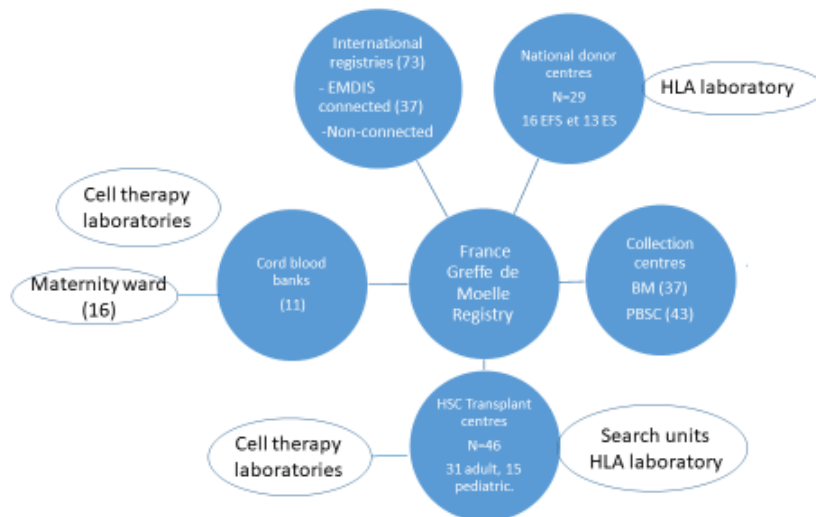 International
registries (73)
- EMDIS
connected (37)
-Non-connected
National donor
centres
N=29
16 EFS et 13 ES
HLA laboratory
Cell therapy
laboratories
Maternity ward
(16)
Cord blood
banks
(11)
France
Greffe de
Moelle
Registry
Collection
centres
BM (37)
PBSC (43)
HSC Transplant
centres
N=46
31 adult, 15
pediatric.
Cell therapy
laboratories
Search units
HLA laboratory